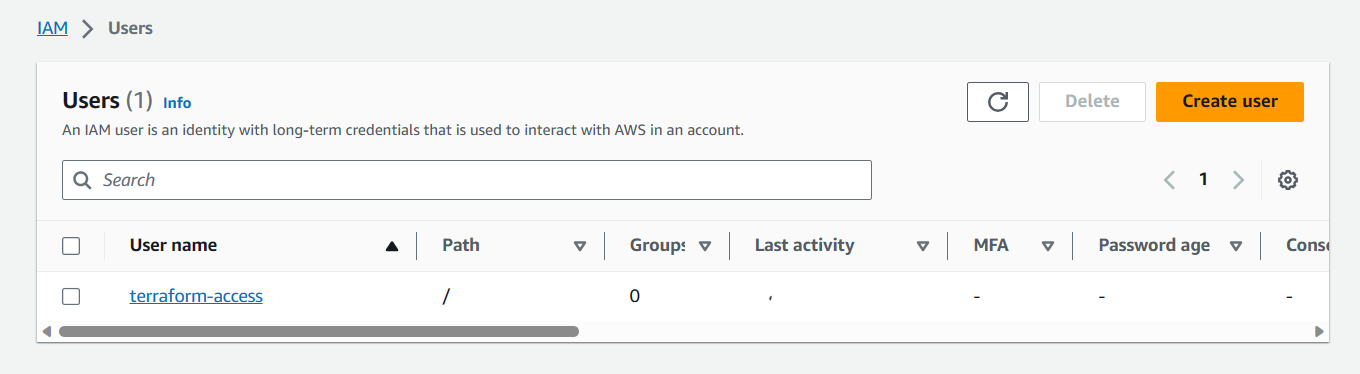 IAM > Users
Users (1) Info
Delete
Create user
An IAM user is an identity with long-term credentials that is used to interact with AWS in an account.
Search
1
User name Path Groups Last activity MFA Password age Conso
terraform-access / 0 - - -